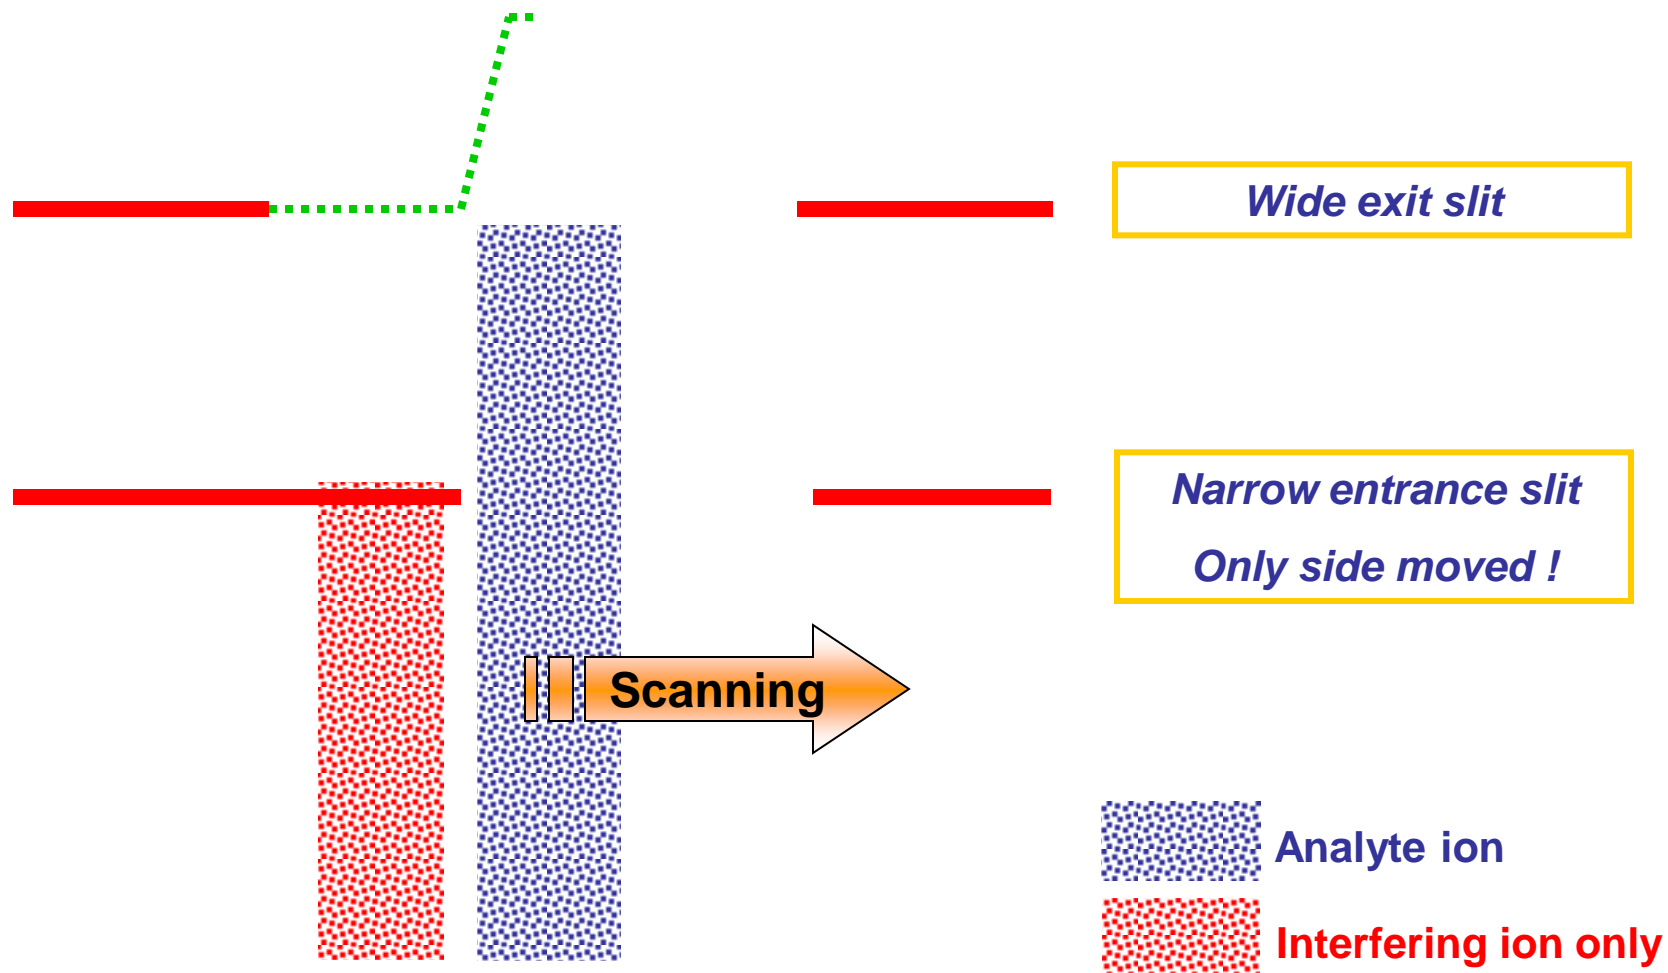 Wide exit slit
Narrow entrance slit
Only side moved !
Scanning
Analyte ion
Interfering ion only